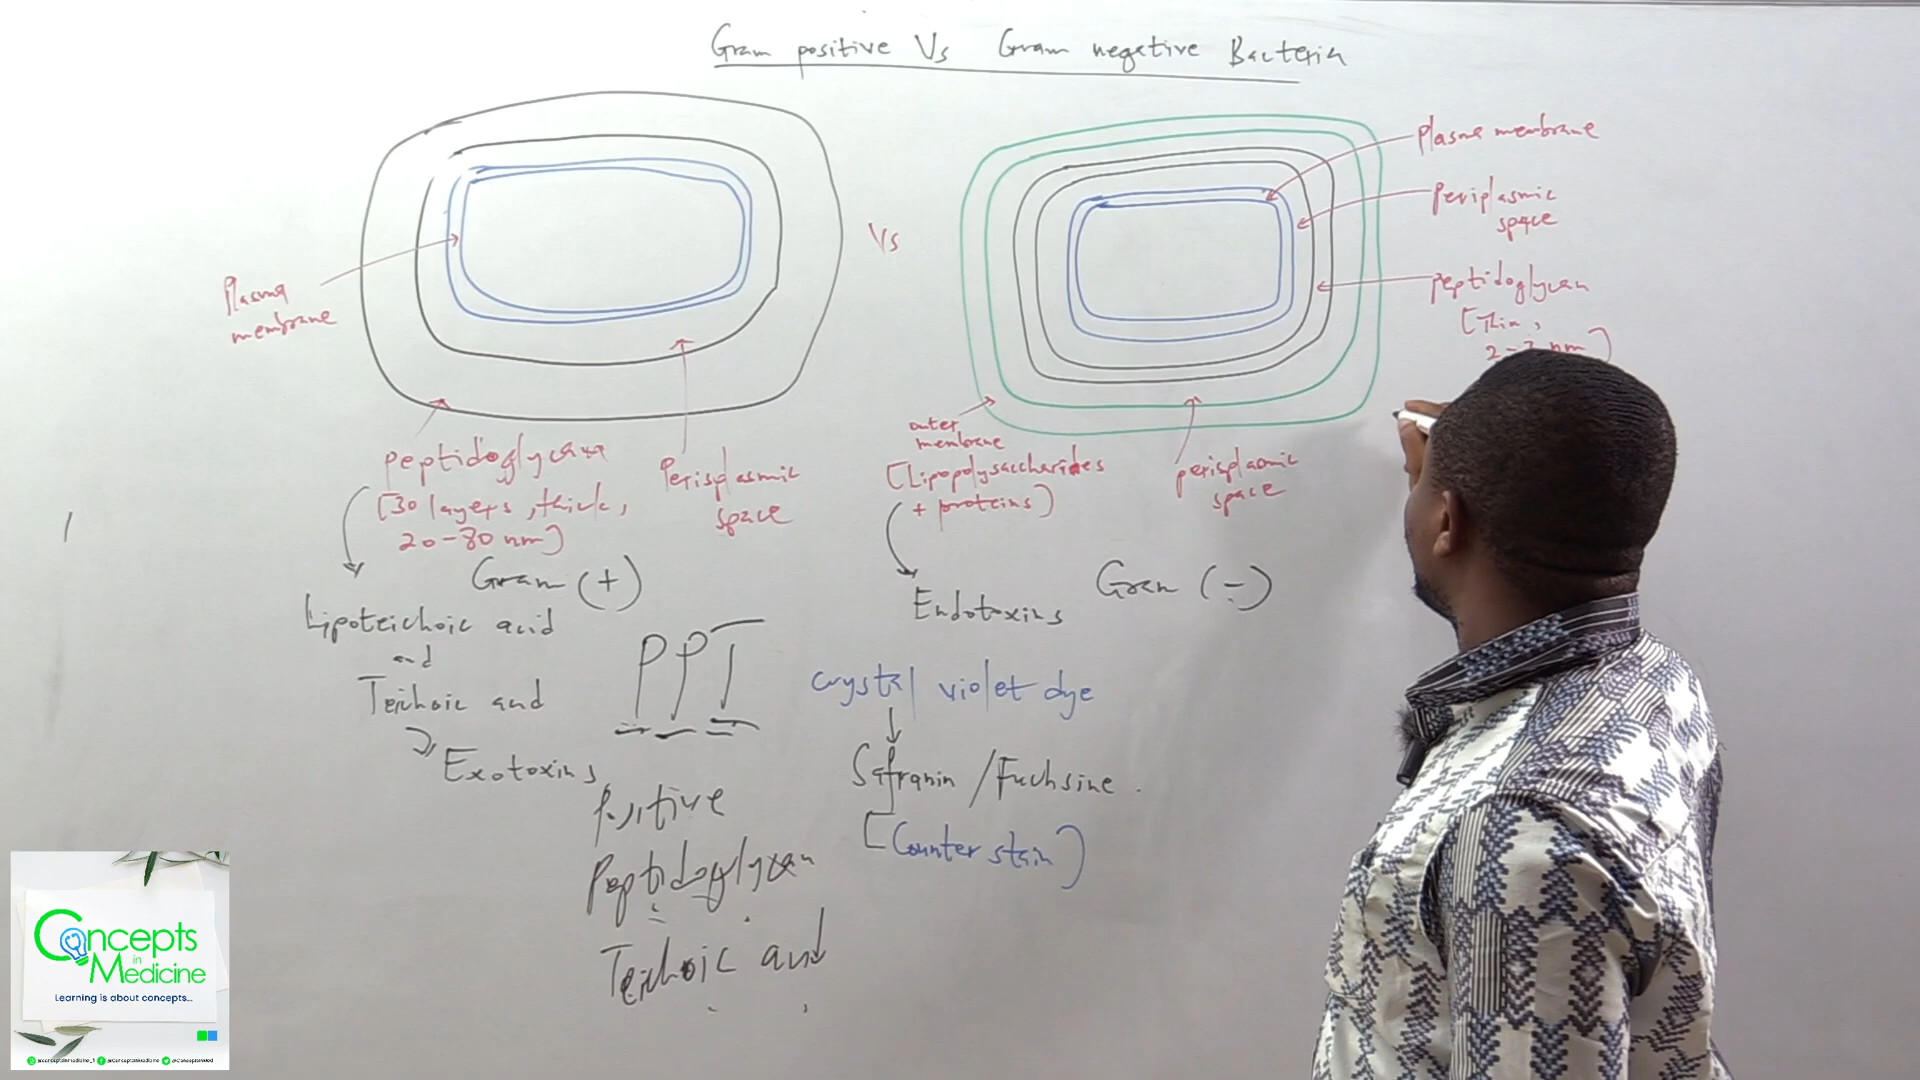 Gram positive Vs Gram negative Bacteria
Plasma
membrane
peptidoglycan
[30 layers, thick,
20-80 nm]
Perisplasmic
space
Gram (+)
Lipoteichoic acid
and
Teichoic acid
Exotoxins
PPT
Positive
Peptidoglycan
Teichoic acid
Vs
Plasma membrane
periplasmic
space
peptidoglycan
[Thin,
2-3 nm]
outer
membrane
[Lipopolysaccharides
+ proteins]
perisplasmic
space
Endotoxins
Gram (-)
crystal violet dye
Safranin / Fuchsine.
[Counter stain]
Concepts
in
Medicine
Learning is about concepts...